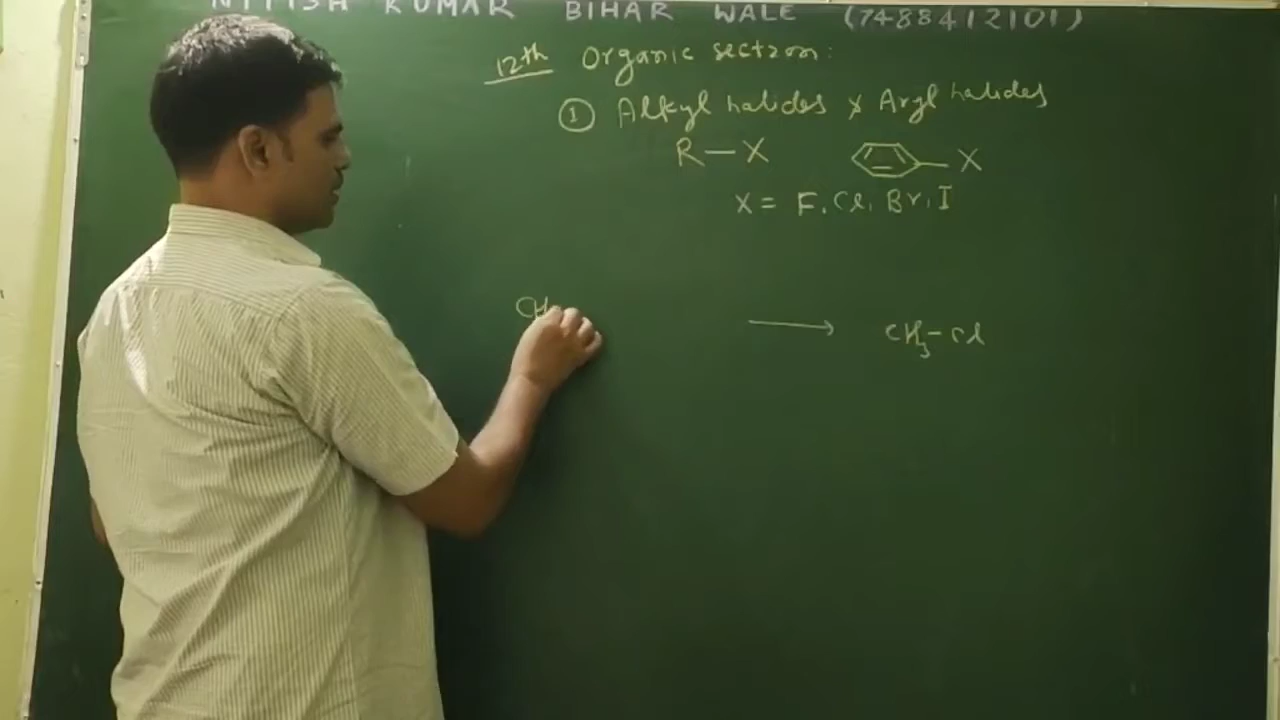 NITISH KUMAR BIHAR WALE (7488412101)
12th Organic section:
① Alkyl halides & Aryl halides
R—X —X
X = F, Cl, Br, I
CH → CH₃-Cl